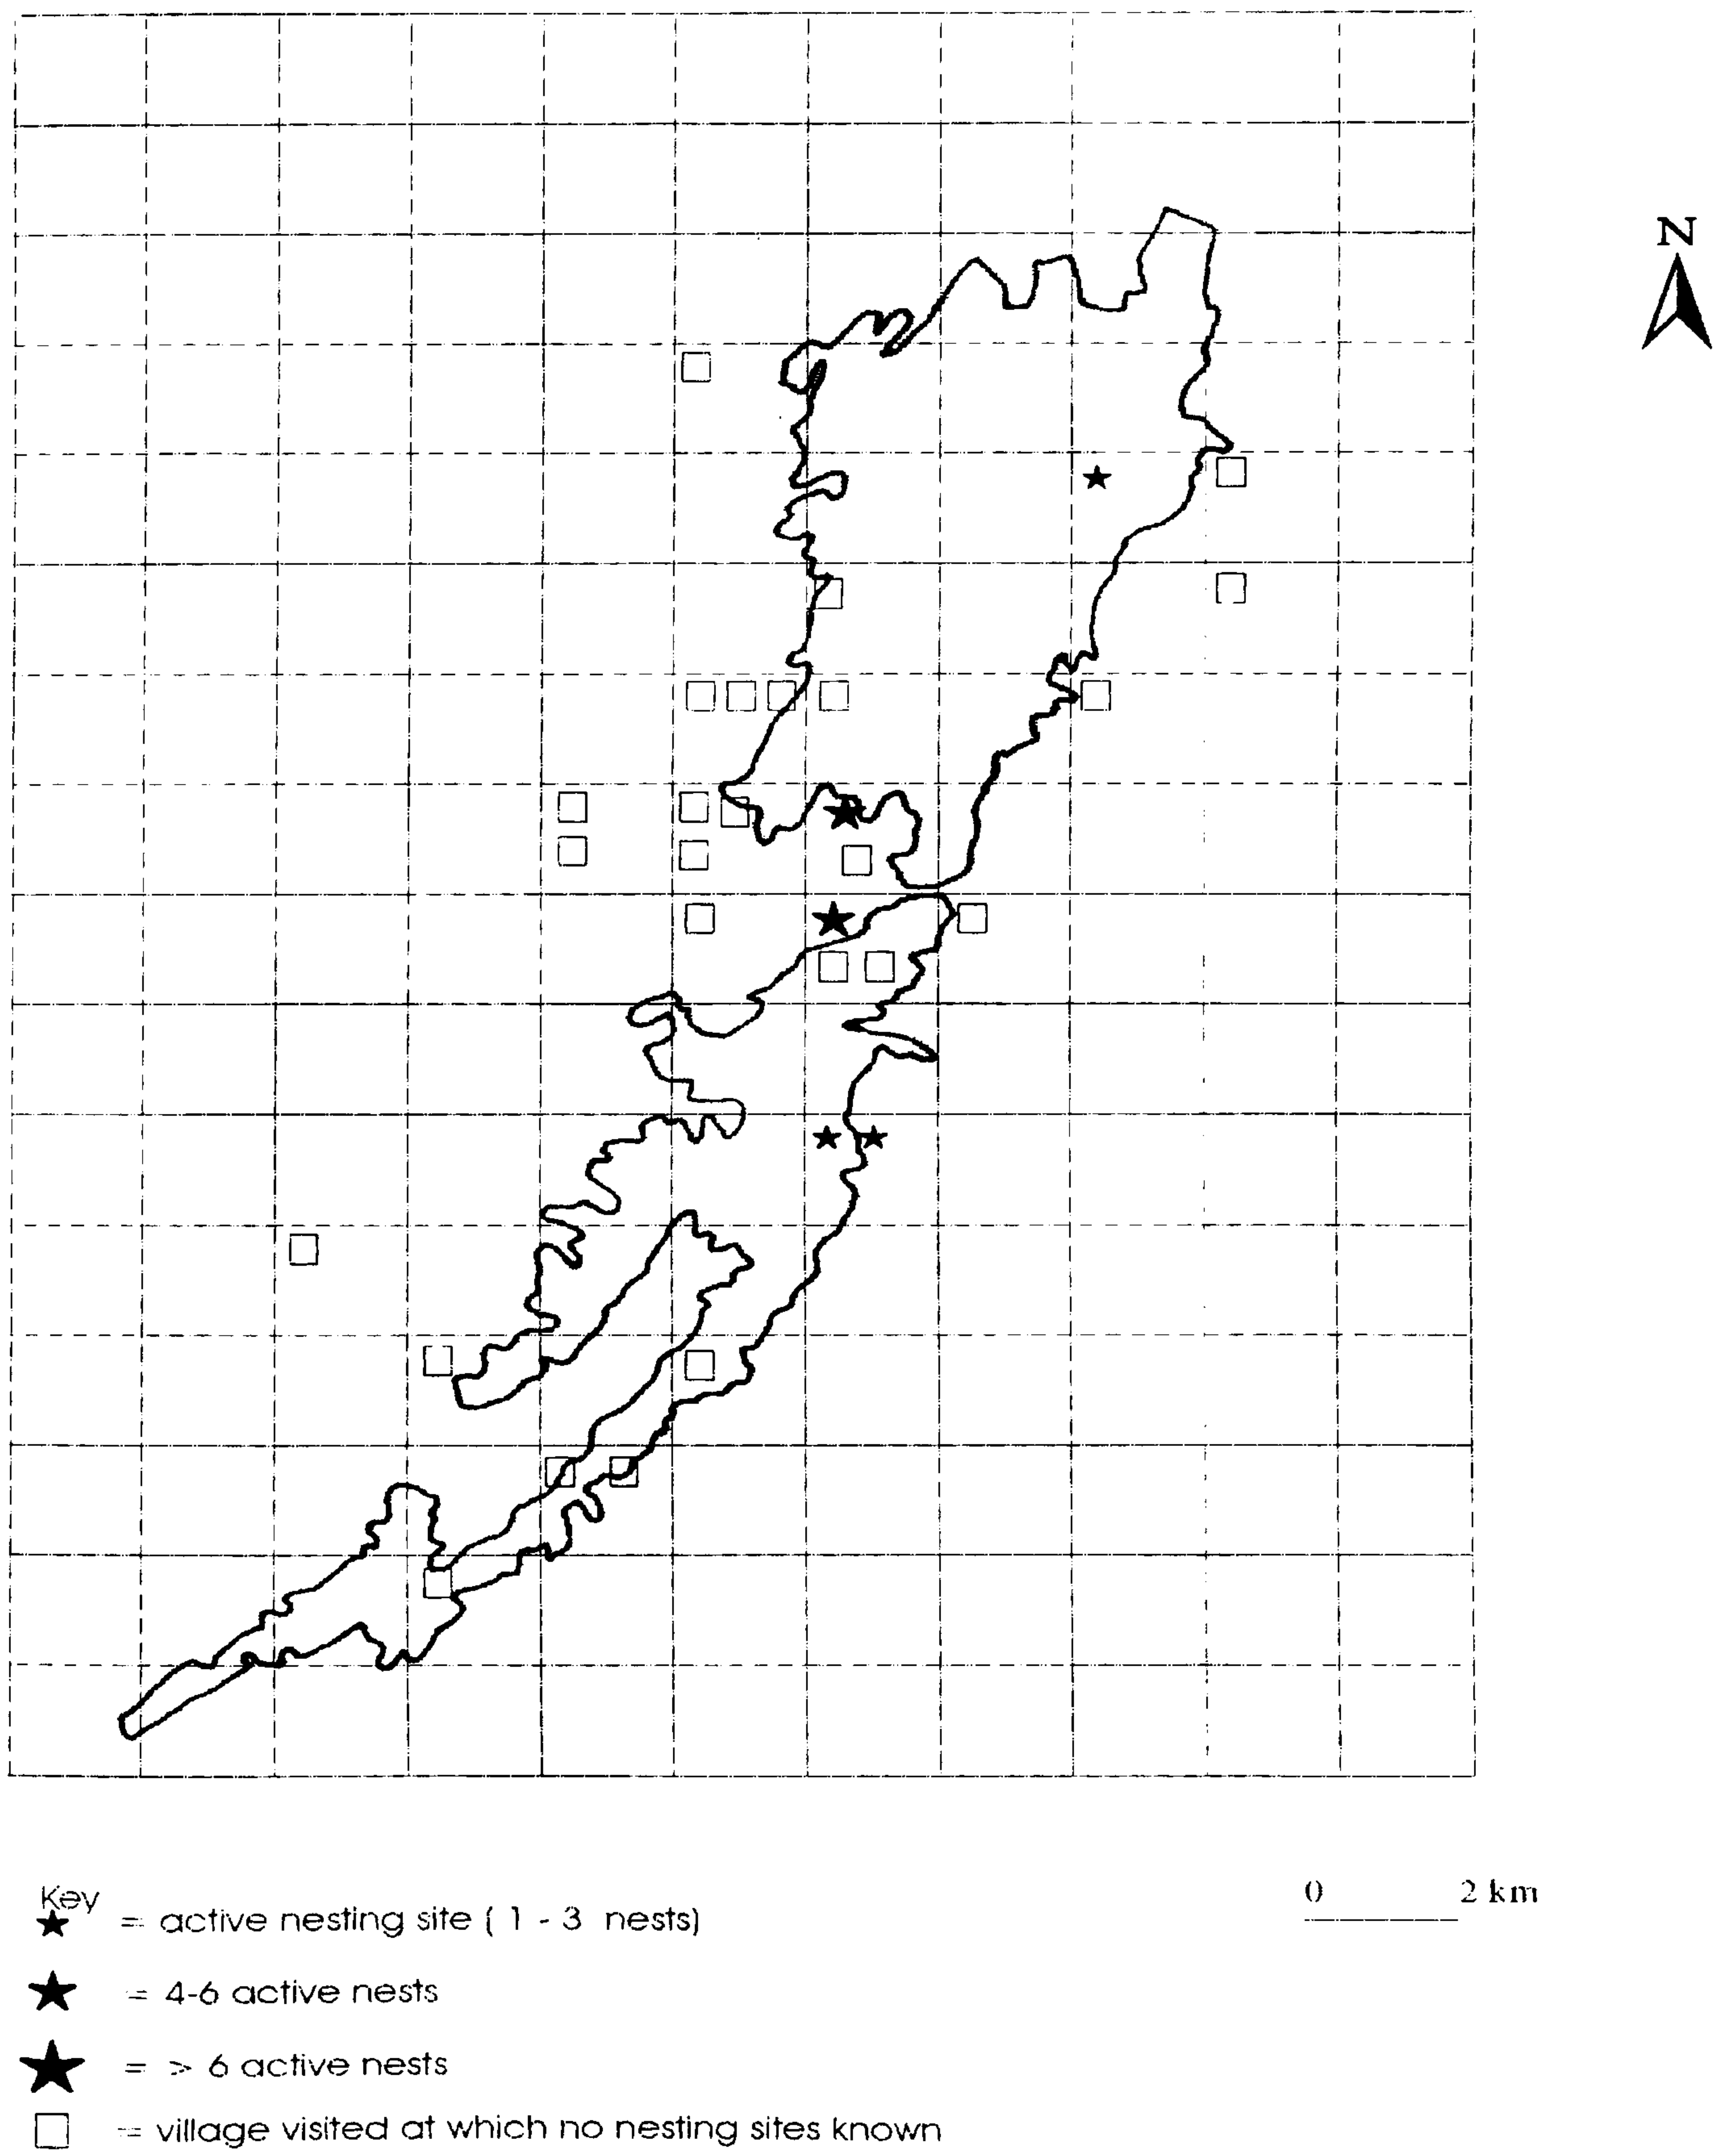 N
Key
= active nesting site ( 1 - 3 nests)
= 4-6 active nests
= > 6 active nests
= village visited at which no nesting sites known
0 2 km